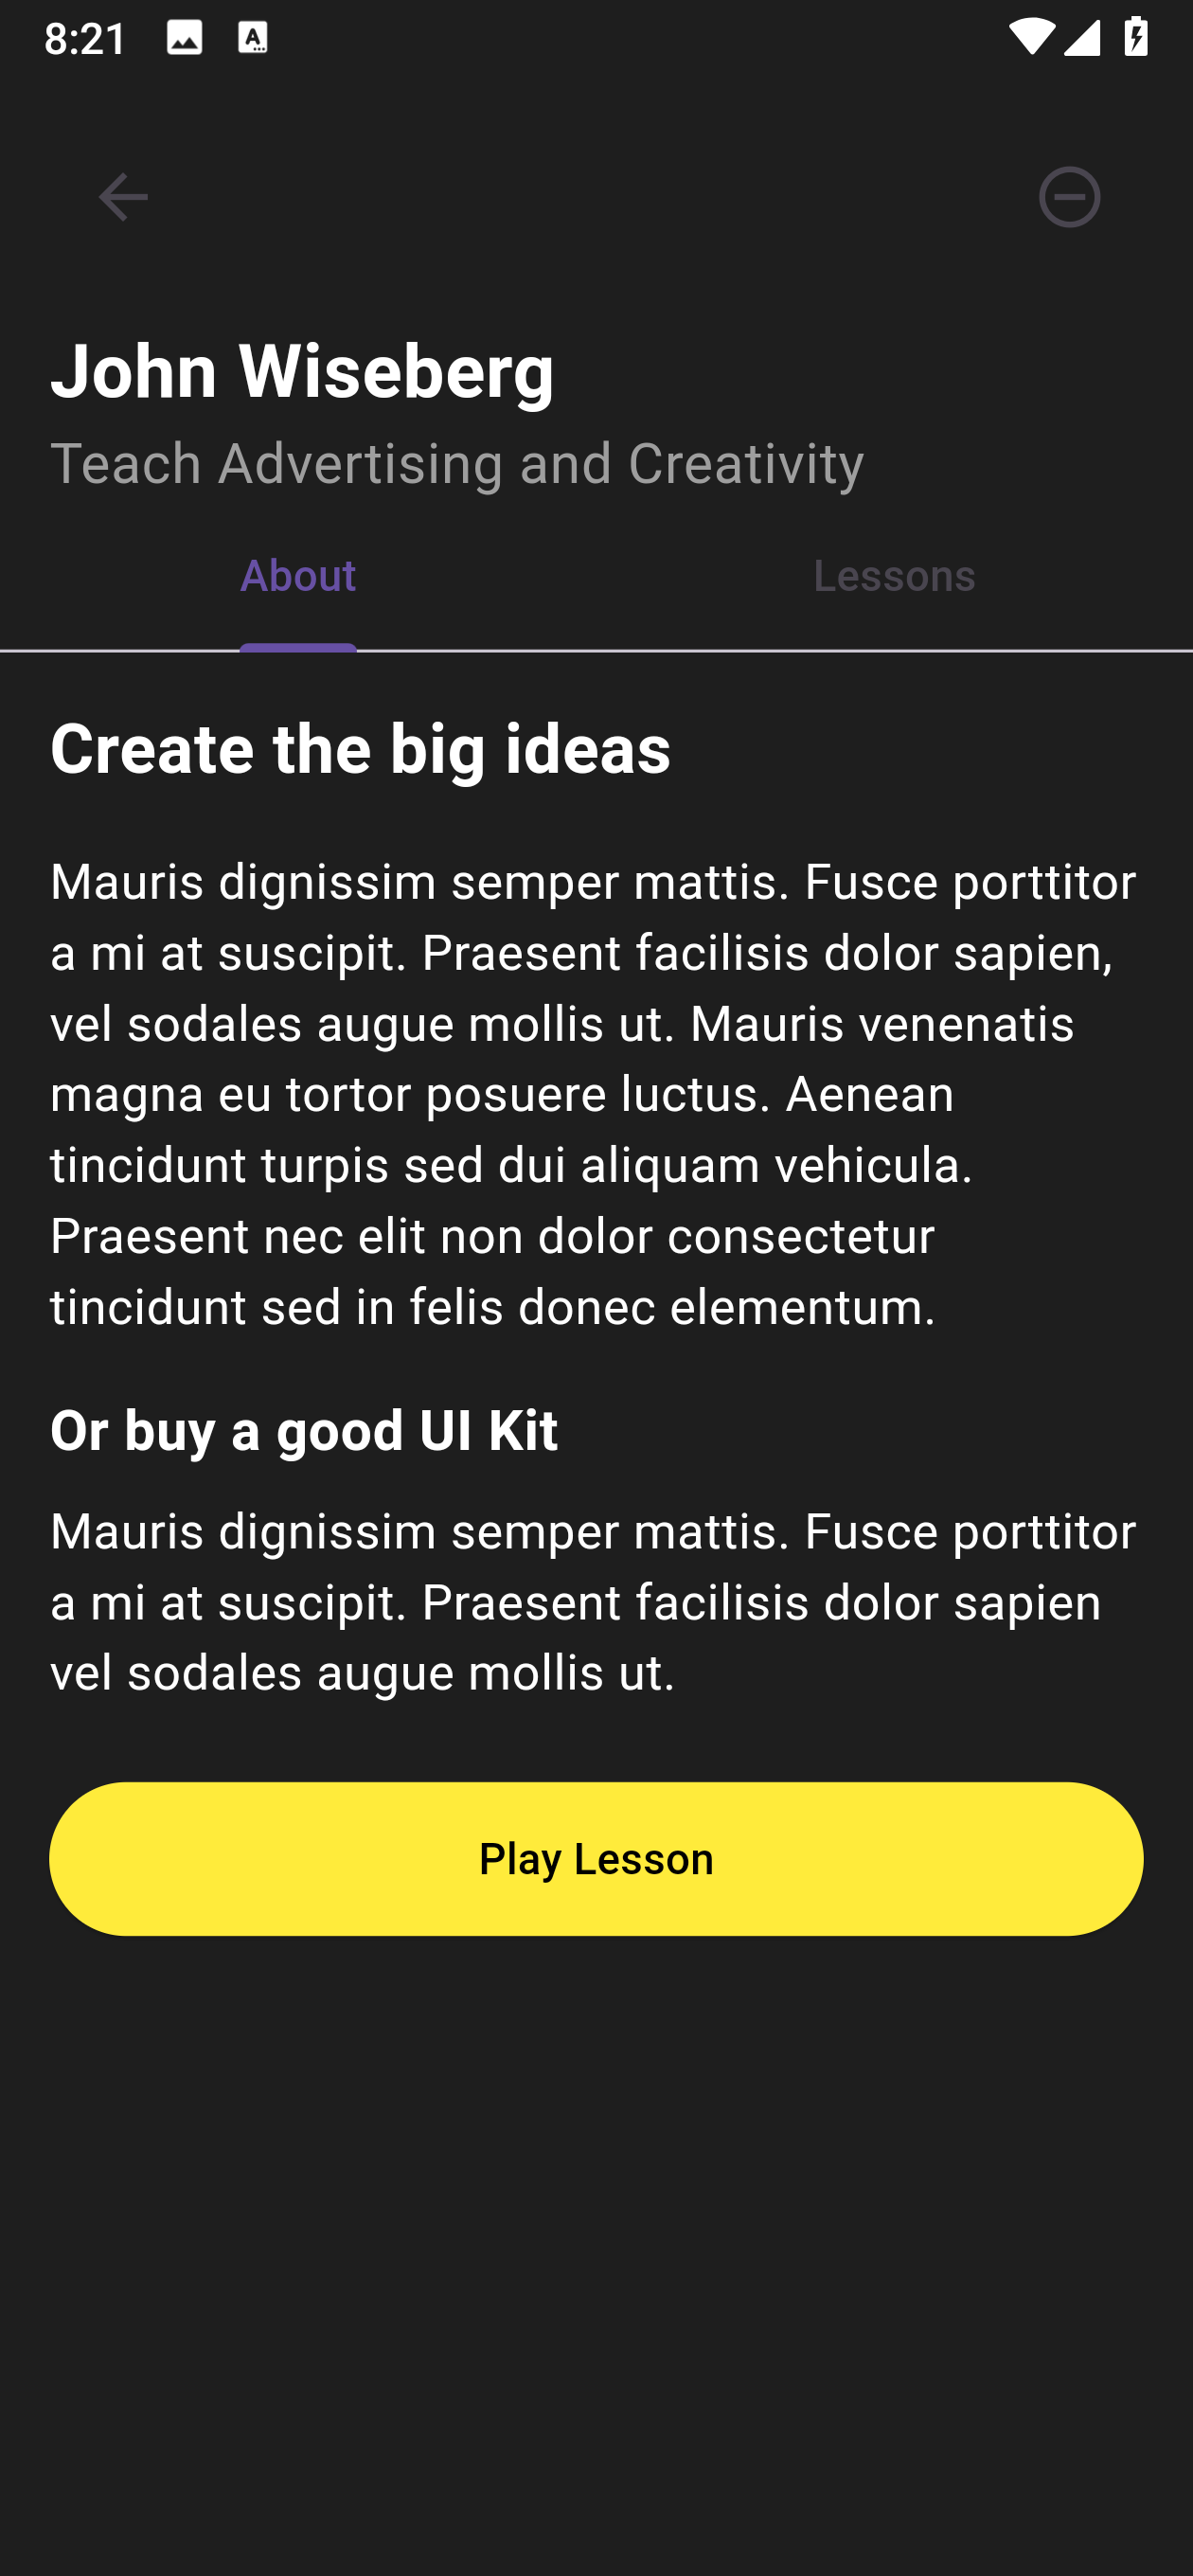 8:21
John Wiseberg
Teach Advertising and Creativity
About
Lessons
Create the big ideas
Mauris dignissim semper mattis. Fusce porttitor
a mi at suscipit. Praesent facilisis dolor sapien,
vel sodales augue mollis ut. Mauris venenatis
magna eu tortor posuere luctus. Aenean
tincidunt turpis sed dui aliquam vehicula.
Praesent nec elit non dolor consectetur
tincidunt sed in felis donec elementum.
Or buy a good UI Kit
Mauris dignissim semper mattis. Fusce porttitor
a mi at suscipit. Praesent facilisis dolor sapien
vel sodales augue mollis ut.
Play Lesson